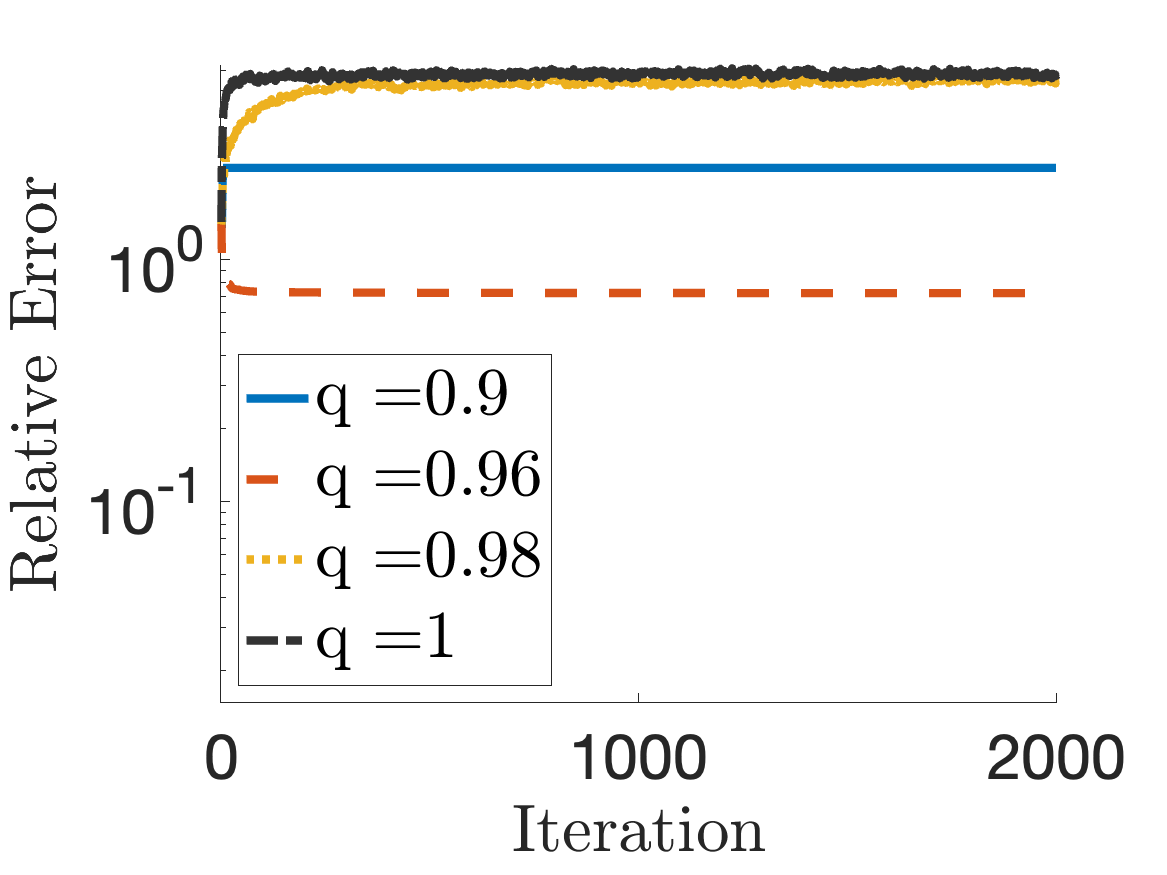 Relative Error
10^0
10^-1
q =0.9
q =0.96
q =0.98
q =1
0 1000 2000
Iteration